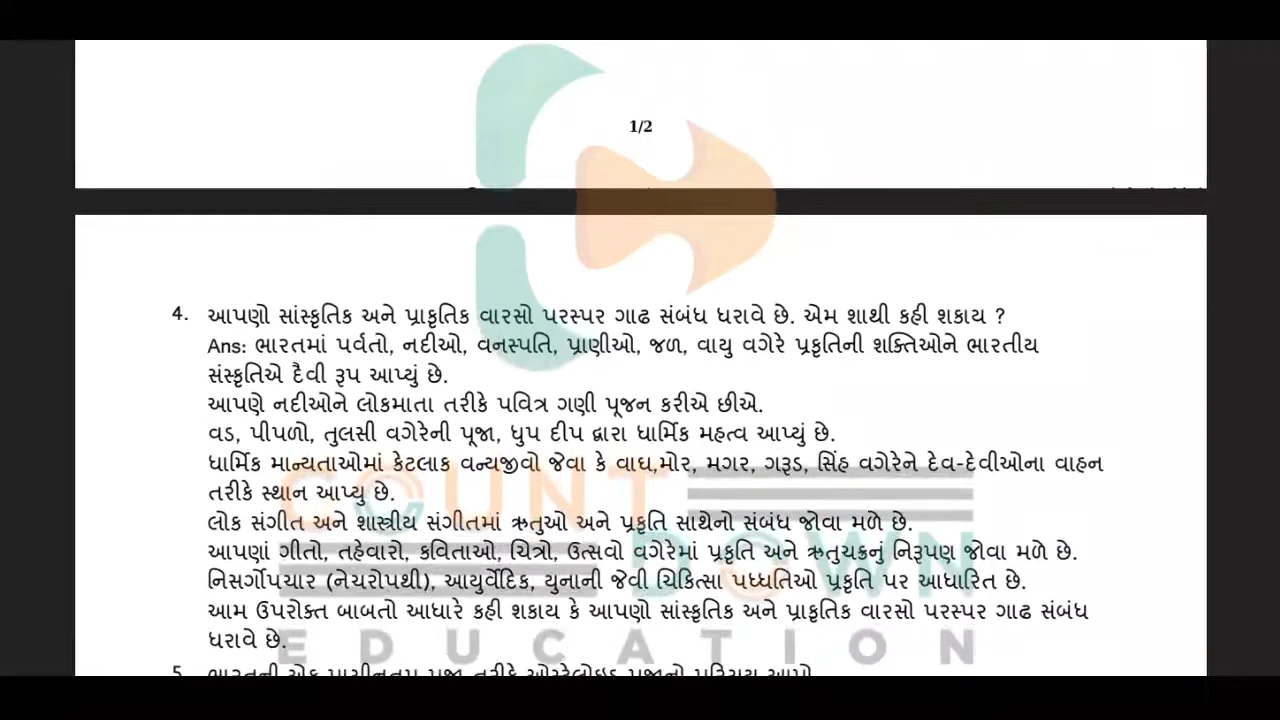 1/2
4. આપણો સાંસ્કૃતિક અને પ્રાકૃતિક વારસો પરસ્પર ગાઢ સંબંધ ધરાવે છે. એમ શાથી કહી શકાય ?
Ans: ભારતમાં પર્વતો, નદીઓ, વનસ્પતિ, પ્રાણીઓ, જળ, વાયુ વગેરે પ્રકૃતિની શક્તિઓને ભારતીય
સંસ્કૃતિએ દૈવી રૂપ આપ્યું છે.
આપણે નદીઓને લોકમાતા તરીકે પવિત્ર ગણી પૂજન કરીએ છીએ.
વડ, પીપળો, તુલસી વગેરેની પૂજા, ધુપ દીપ દ્વારા ધાર્મિક મહત્વ આપ્યું છે.
ધાર્મિક માન્યતાઓમાં કેટલાક વન્યજીવો જેવા કે વાઘ,મોર, મગર, ગરૂડ, સિંહ વગેરેને દેવ-દેવીઓના વાહન
તરીકે સ્થાન આપ્યુ છે.
લોક સંગીત અને શાસ્ત્રીય સંગીતમાં ઋતુઓ અને પ્રકૃતિ સાથેનો સંબંધ જોવા મળે છે.
આપણાં ગીતો, તહેવારો, કવિતાઓ, ચિત્રો, ઉત્સવો વગેરેમાં પ્રકૃતિ અને ઋતુચક્રનું નિરૂપણ જોવા મળે છે.
નિસર્ગોપચાર (નેચરોપથી), આયુર્વેદિક, યુનાની જેવી ચિકિત્સા પધ્ધતિઓ પ્રકૃતિ પર આધારિત છે.
આમ ઉપરોક્ત બાબતો આધારે કહી શકાય કે આપણો સાંસ્કૃતિક અને પ્રાકૃતિક વારસો પરસ્પર ગાઢ સંબંધ
ધરાવે છે.
COUNT
DOWN
EDUCATION
5.